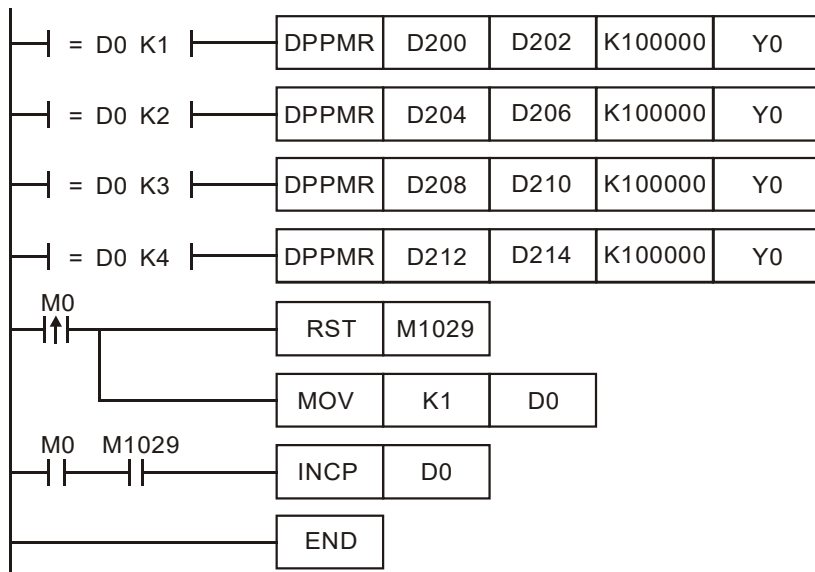 = D0 K1 DPPMR D200 D202 K100000 Y0
= D0 K2 DPPMR D204 D206 K100000 Y0
= D0 K3 DPPMR D208 D210 K100000 Y0
= D0 K4 DPPMR D212 D214 K100000 Y0
M0
RST M1029
MOV K1 D0
M0 M1029
INCP D0
END